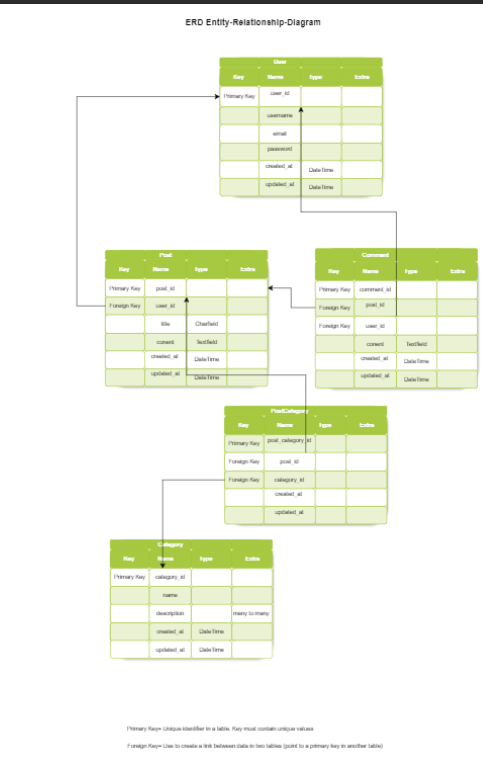 ERD Entity-Relationship-Diagram
User
Key Name Type Extra
Primary Key user_id
username
email
password
created_at DateTime
updated_at DateTime
Post
Key Name Type Extra
Primary Key post_id
Foreign Key user_id
title Charfield
conent Textfield
created_at DateTime
updated_at DateTime
Comment
Key Name Type Extra
Primary Key comment_id
Foreign Key post_id
Foreign Key user_id
conent Textfield
created_at DateTime
updated_at DateTime
PostCategory
Key Name Type Extra
Primary Key post_category_id
Foreign Key post_id
Foreign Key category_id
created_at
updated_at
Category
Key Name Type Extra
Primary Key category_id
name
description many to many
created_at DateTime
updated_at DateTime
Primary Key= Unique identifier in a table. Key must contain unique values
Foreign Key= Use to create a link between data in two tables (point to a primary key in another table)